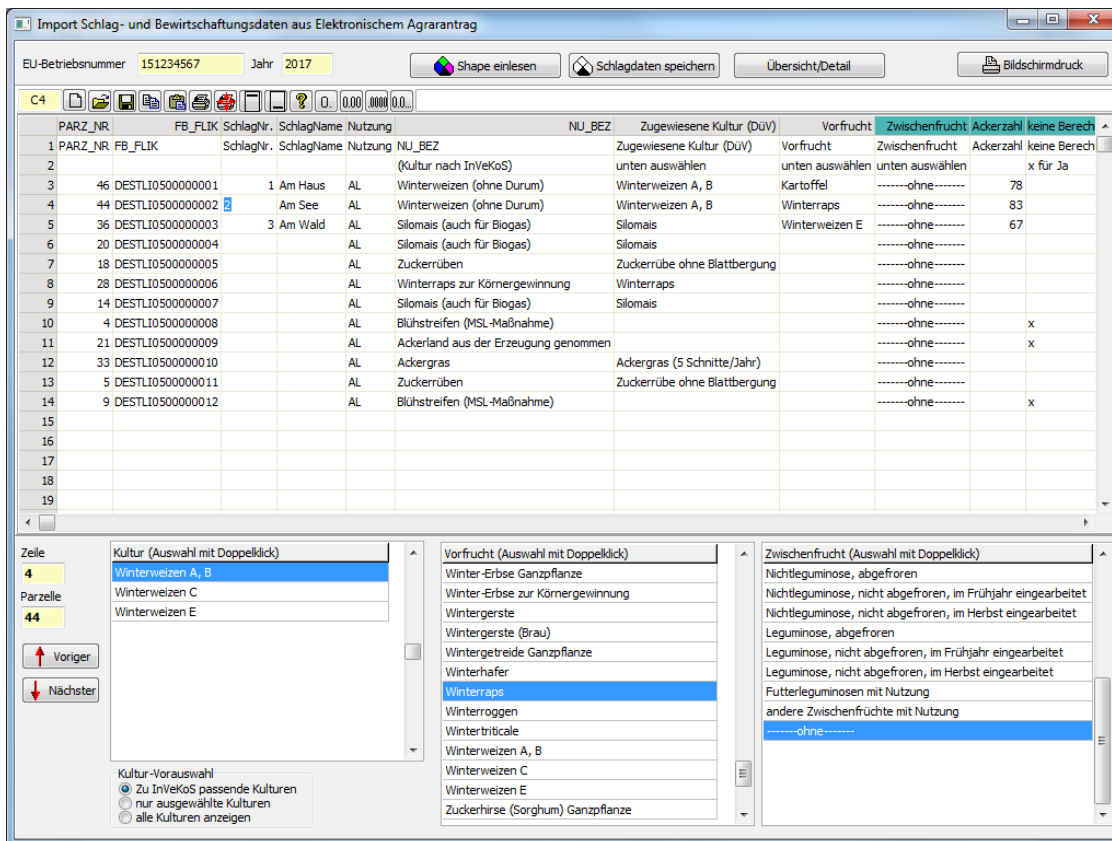 Import Schlag- und Bewirtschaftungsdaten aus Elektronischem Agrarantrag
EU-Betriebsnummer 151234567 Jahr 2017 Shape einlesen Schlagdaten speichern Übersicht/Detail Bildschirmdruck
C4 0. 0.00 .0000 0.0...
PARZ_NR FB_FLIK SchlagNr. SchlagName Nutzung NU_BEZ Zugewiesene Kultur (DüV) Vorfrucht Zwischenfrucht Ackerzahl keine Berech
1 PARZ_NR FB_FLIK SchlagNr. SchlagName Nutzung NU_BEZ Zugewiesene Kultur (DüV) Vorfrucht Zwischenfrucht Ackerzahl keine Berech
2 (Kultur nach InVeKoS) unten auswählen unten auswählen unten auswählen x für Ja
3 46 DESTLI0500000001 1 Am Haus AL Winterweizen (ohne Durum) Winterweizen A, B Kartoffel -------ohne------- 78
4 44 DESTLI0500000002 2 Am See AL Winterweizen (ohne Durum) Winterweizen A, B Winterraps -------ohne------- 83
5 36 DESTLI0500000003 3 Am Wald AL Silomais (auch für Biogas) Silomais Winterweizen E -------ohne------- 67
6 20 DESTLI0500000004 AL Silomais (auch für Biogas) Silomais -------ohne-------
7 18 DESTLI0500000005 AL Zuckerrüben Zuckerrübe ohne Blattbergung -------ohne-------
8 28 DESTLI0500000006 AL Winterraps zur Körnergewinnung Winterraps -------ohne-------
9 14 DESTLI0500000007 AL Silomais (auch für Biogas) Silomais -------ohne-------
10 4 DESTLI0500000008 AL Blühstreifen (MSL-Maßnahme) -------ohne------- x
11 21 DESTLI0500000009 AL Ackerland aus der Erzeugung genommen -------ohne------- x
12 33 DESTLI0500000010 AL Ackergras Ackergras (5 Schnitte/Jahr) -------ohne-------
13 5 DESTLI0500000011 AL Zuckerrüben Zuckerrübe ohne Blattbergung -------ohne-------
14 9 DESTLI0500000012 AL Blühstreifen (MSL-Maßnahme) -------ohne------- x
15
16
17
18
19
Zeile
4
Parzelle
44
Voriger
Nächster
Kultur (Auswahl mit Doppelklick)
Winterweizen A, B
Winterweizen C
Winterweizen E
Kultur-Vorauswahl
Zu InVeKoS passende Kulturen
nur ausgewählte Kulturen
alle Kulturen anzeigen
Vorfrucht (Auswahl mit Doppelklick)
Winter-Erbse Ganzpflanze
Winter-Erbse zur Körnergewinnung
Wintergerste
Wintergerste (Brau)
Wintergetreide Ganzpflanze
Winterhafer
Winterraps
Winterroggen
Wintertriticale
Winterweizen A, B
Winterweizen C
Winterweizen E
Zuckerhirse (Sorghum) Ganzpflanze
Zwischenfrucht (Auswahl mit Doppelklick)
Nichtleguminose, abgefroren
Nichtleguminose, nicht abgefroren, im Frühjahr eingearbeitet
Nichtleguminose, nicht abgefroren, im Herbst eingearbeitet
Leguminose, abgefroren
Leguminose, nicht abgefroren, im Frühjahr eingearbeitet
Leguminose, nicht abgefroren, im Herbst eingearbeitet
Futterleguminosen mit Nutzung
andere Zwischenfrüchte mit Nutzung
-------ohne-------